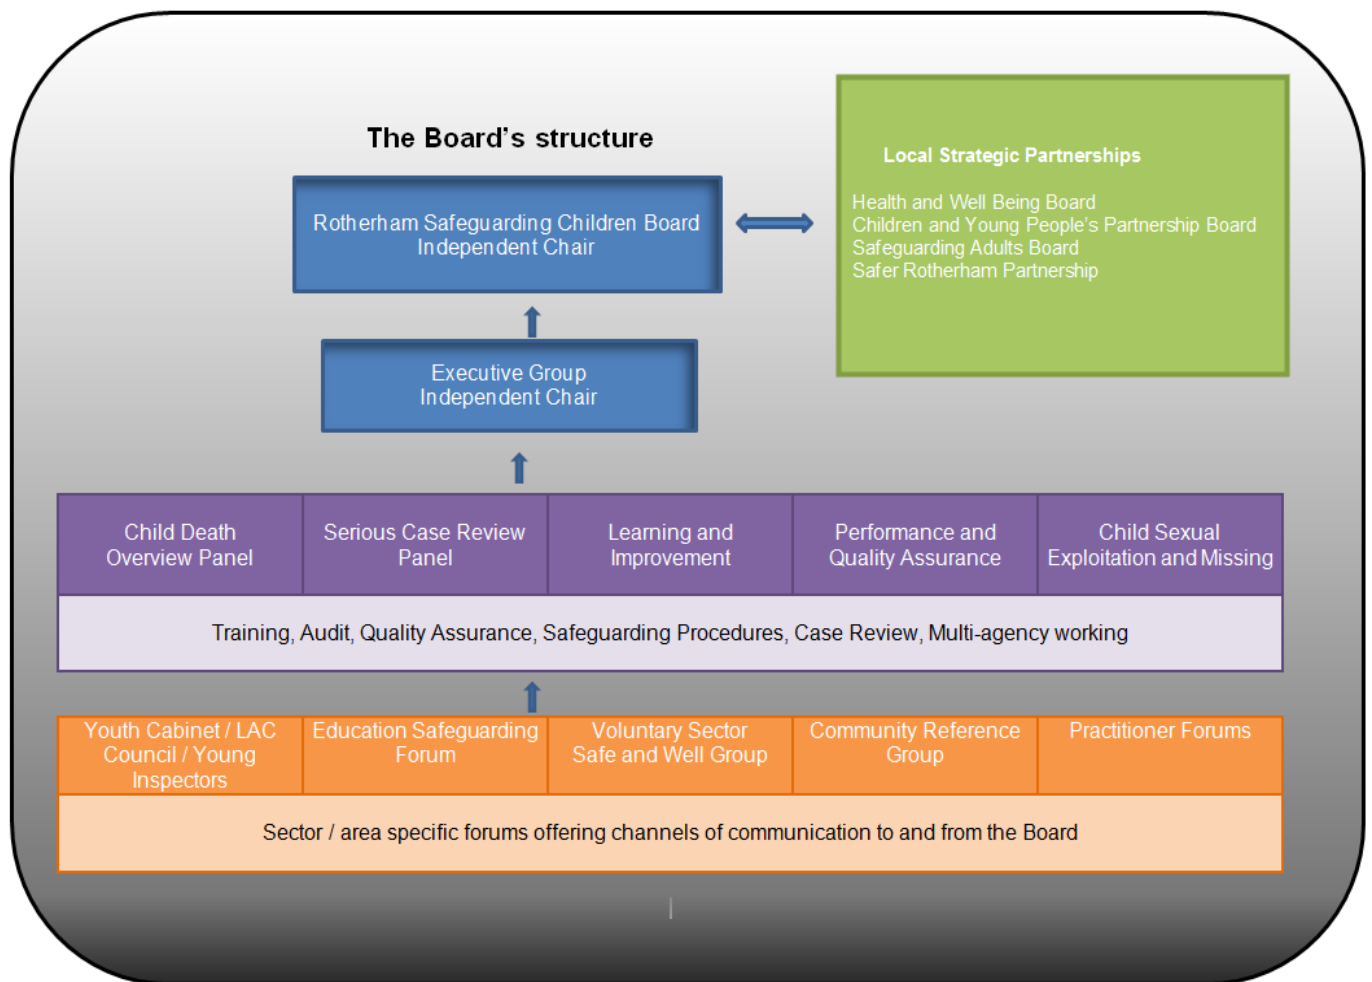 The Board’s structure
Local Strategic Partnerships
Health and Well Being Board
Children and Young People’s Partnership Board
Safeguarding Adults Board
Safer Rotherham Partnership
Rotherham Safeguarding Children Board
Independent Chair
Executive Group
Independent Chair
Child Death
Overview Panel
Serious Case Review
Panel
Learning and
Improvement
Performance and
Quality Assurance
Child Sexual
Exploitation and Missing
Training, Audit, Quality Assurance, Safeguarding Procedures, Case Review, Multi-agency working
Youth Cabinet / LAC
Council / Young
Inspectors
Education Safeguarding
Forum
Voluntary Sector
Safe and Well Group
Community Reference
Group
Practitioner Forums
Sector / area specific forums offering channels of communication to and from the Board